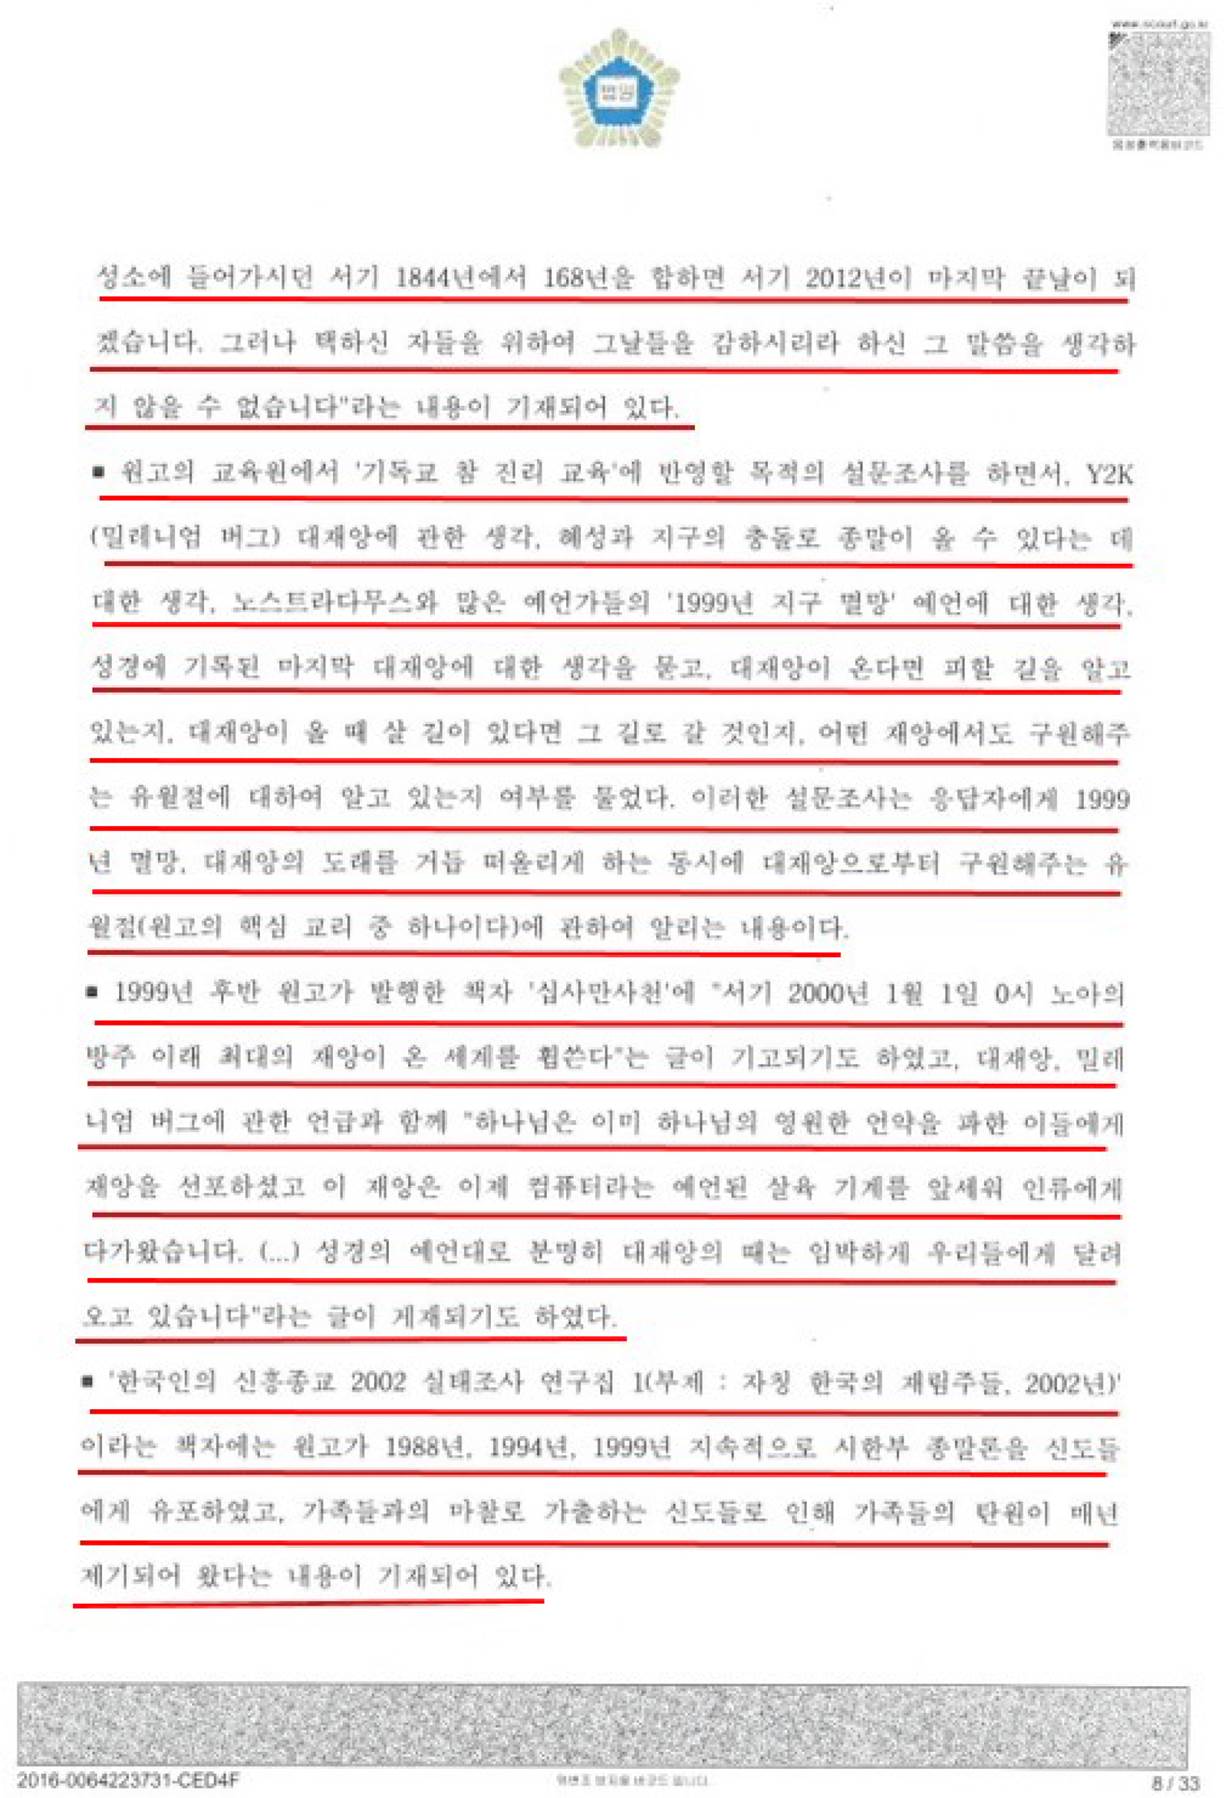 www.scourt.go.kr
법원
음성출력용바코드
성소에 들어가시던 서기 1844년에서 168년을 합하면 서기 2012년이 마지막 끝날이 되
겠습니다. 그러나 택하신 자들을 위하여 그날들을 감하시리라 하신 그 말씀을 생각하
지 않을 수 없습니다"라는 내용이 기재되어 있다.
■ 원고의 교육원에서 '기독교 참 진리 교육'에 반영할 목적의 설문조사를 하면서, Y2K
(밀레니엄 버그) 대재앙에 관한 생각, 혜성과 지구의 충돌로 종말이 올 수 있다는 데
대한 생각, 노스트라다무스와 많은 예언가들의 '1999년 지구 멸망' 예언에 대한 생각,
성경에 기록된 마지막 대재앙에 대한 생각을 묻고, 대재앙이 온다면 피할 길을 알고
있는지, 대재앙이 올 때 살 길이 있다면 그 길로 갈 것인지, 어떤 재앙에서도 구원해주
는 유월절에 대하여 알고 있는지 여부를 물었다. 이러한 설문조사는 응답자에게 1999
년 멸망, 대재앙의 도래를 거듭 떠올리게 하는 동시에 대재앙으로부터 구원해주는 유
월절(원고의 핵심 교리 중 하나이다)에 관하여 알리는 내용이다.
■ 1999년 후반 원고가 발행한 책자 '십사만사천'에 "서기 2000년 1월 1일 0시 노아의
방주 이래 최대의 재앙이 온 세계를 휩쓴다"는 글이 기고되기도 하였고, 대재앙, 밀레
니엄 버그에 관한 언급과 함께 "하나님은 이미 하나님의 영원한 언약을 파한 이들에게
재앙을 선포하셨고 이 재앙은 이제 컴퓨터라는 예언된 살육 기계를 앞세워 인류에게
다가왔습니다. (...) 성경의 예언대로 분명히 대재앙의 때는 임박하게 우리들에게 달려
오고 있습니다"라는 글이 게재되기도 하였다.
■ '한국인의 신흥종교 2002 실태조사 연구집 1(부제 : 자칭 한국의 재림주들, 2002년)'
이라는 책자에는 원고가 1988년, 1994년, 1999년 지속적으로 시한부 종말론을 신도들
에게 유포하였고, 가족들과의 마찰로 가출하는 신도들로 인해 가족들의 탄원이 매년
제기되어 왔다는 내용이 기재되어 있다.
2016-0064223731-CED4F
위변조 방지용 바코드 입니다.
8 / 33